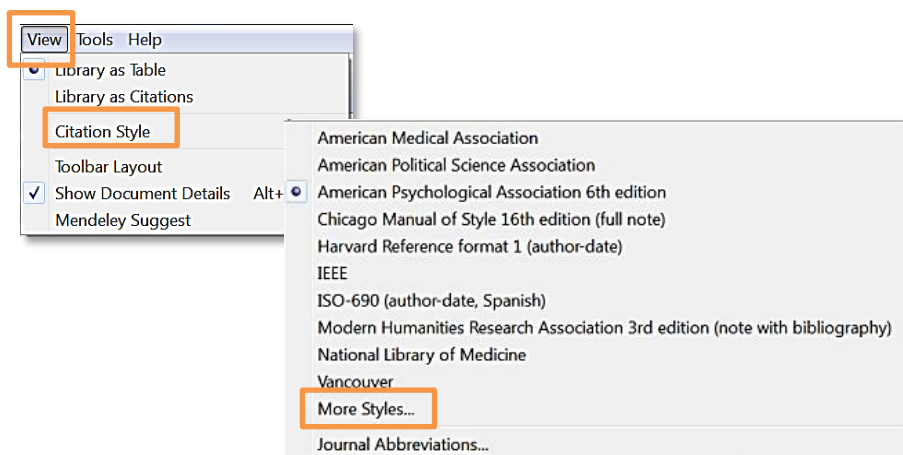 View Tools Help
Library as Table
Library as Citations
Citation Style
Toolbar Layout
Show Document Details Alt+
Mendeley Suggest
American Medical Association
American Political Science Association
American Psychological Association 6th edition
Chicago Manual of Style 16th edition (full note)
Harvard Reference format 1 (author-date)
IEEE
ISO-690 (author-date, Spanish)
Modern Humanities Research Association 3rd edition (note with bibliography)
National Library of Medicine
Vancouver
More Styles...
Journal Abbreviations...